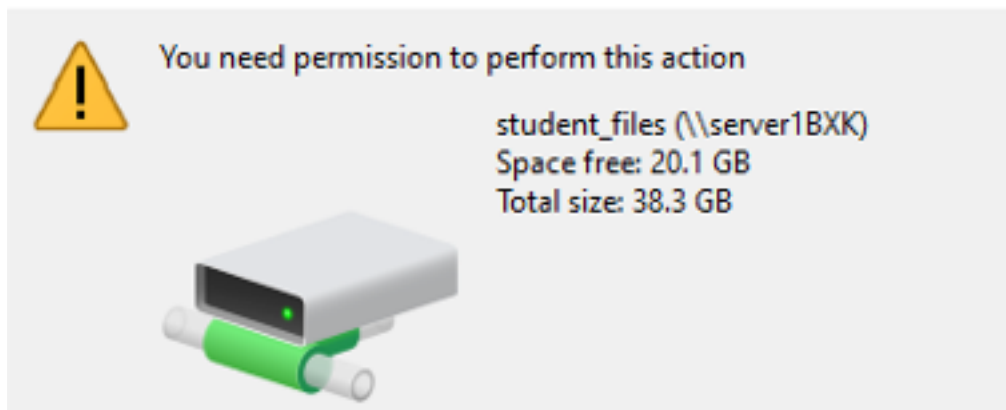 You need permission to perform this action
student_files (\\server1BXK)
Space free: 20.1 GB
Total size: 38.3 GB